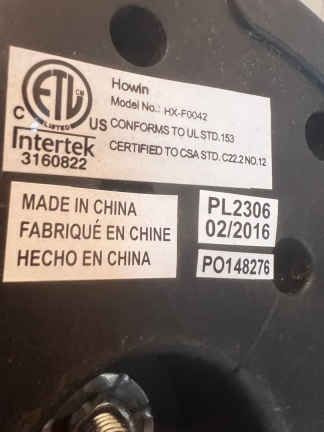 ETL
CM
LISTED
C
US
Intertek
3160822
Howin
Model No.: HX-F0042
CONFORMS TO UL STD. 153
CERTIFIED TO CSA STD. C22.2 NO.12
MADE IN CHINA
FABRIQUÉ EN CHINE
HECHO EN CHINA
PL2306
02/2016
PO148276